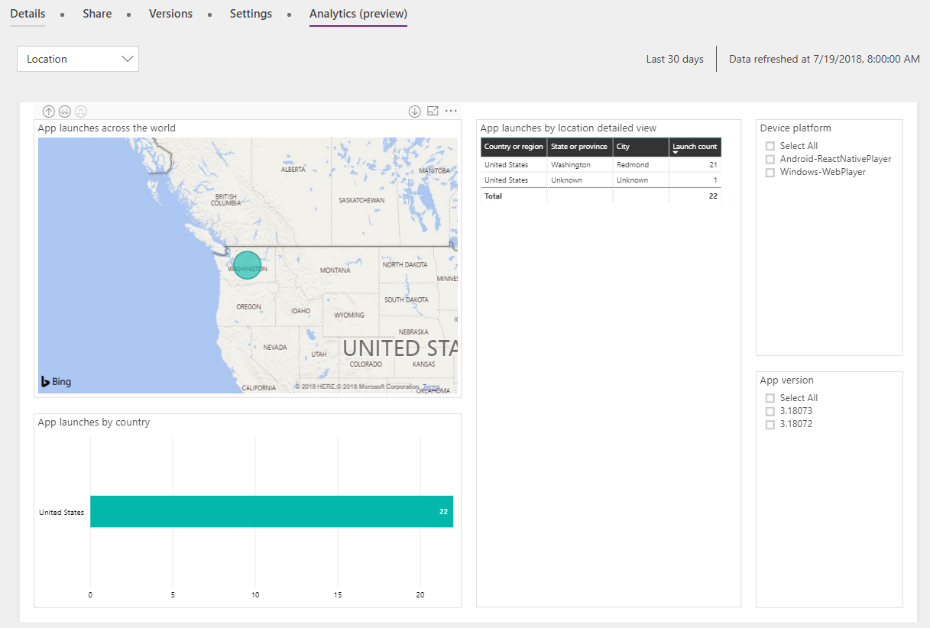 Details • Share • Versions • Settings • Analytics (preview)
Location
Last 30 days
Data refreshed at 7/19/2018, 8:00:00 AM
App launches across the world
ALBERTA
MANITOBA
BRITISH
COLUMBIA
SASKATCHEWAN
WASHINGTON
MONTANA
NORTH DAKOTA
MINNES
OREGON
IDAHO
SOUTH DAKOTA
WYOMING
NEBRASKA
NEVADA
UTAH
UNITED STA
COLORADO
KANSAS
CALIFORNIA
OKLAHOMA
Bing
© 2018 HERE, © 2018 Microsoft Corporation Terms
App launches by location detailed view
Country or region State or province City Launch count
United States Washington Redmond 21
United States Unknown Unknown 1
Total 22
Device platform
Select All
Android-ReactNativePlayer
Windows-WebPlayer
App version
Select All
3.18073
3.18072
App launches by country
United States
22
0 5 10 15 20